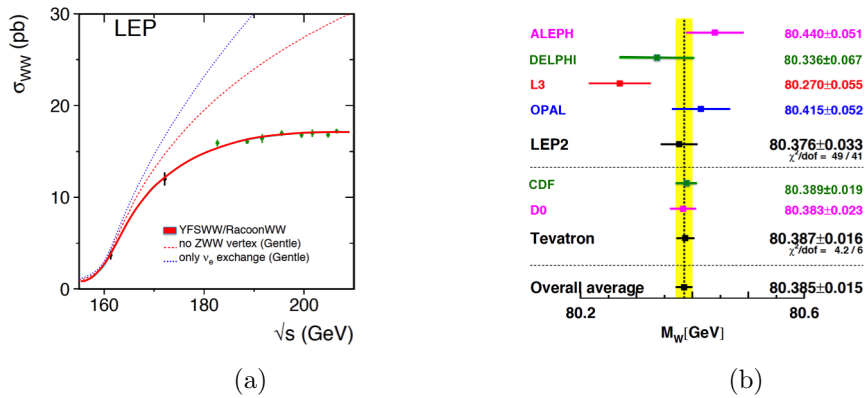 LEP
σWW (pb)
30
20
10
0
YFSWW/RacoonWW
no ZWW vertex (Gentle)
only νe exchange (Gentle)
160 180 200
√s (GeV)
(a)
ALEPH 80.440±0.051
DELPHI 80.336±0.067
L3 80.270±0.055
OPAL 80.415±0.052
LEP2 80.376±0.033
χ²/dof = 49 / 41
CDF 80.389±0.019
D0 80.383±0.023
Tevatron 80.387±0.016
χ²/dof = 4.2 / 6
Overall average 80.385±0.015
80.2 80.6
MW[GeV]
(b)